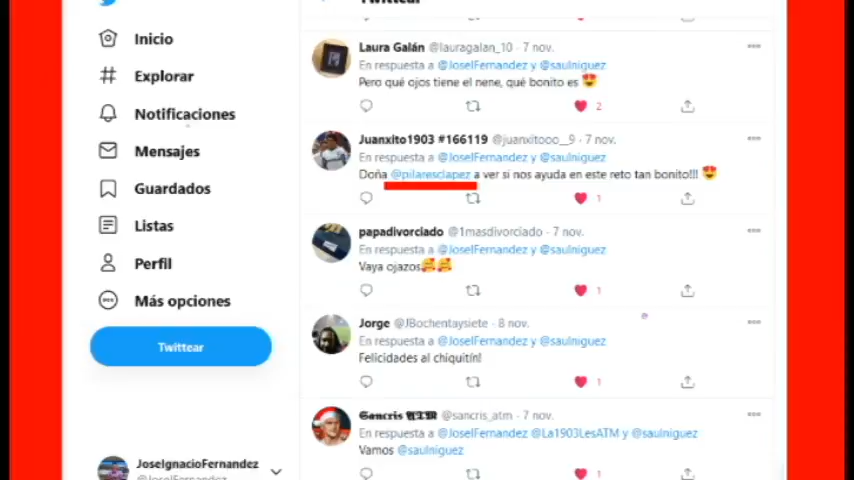 Twittear
Inicio
Explorar
Notificaciones
Mensajes
Guardados
Listas
Perfil
Más opciones
Twittear
JoseIgnacioFernandez
@JoseIFernandez
Laura Galán @lauragalan_10 · 7 nov.
En respuesta a @JoseIFernandez y @saulniguez
Pero qué ojos tiene el nene, qué bonito es 😍
2
Juanxito1903 #166119 @juanxitooo__9 · 7 nov.
En respuesta a @JoseIFernandez y @saulniguez
Doña @pilaresclapez a ver si nos ayuda en este reto tan bonito!!! 😍
1
papadivorciado @1masdivorciado · 7 nov.
En respuesta a @JoseIFernandez y @saulniguez
Vaya ojazos🥰🥰
1
Jorge @JBochentaysiete · 8 nov.
En respuesta a @JoseIFernandez y @saulniguez
Felicidades al chiquitín!
1
𝕾𝖆𝖓𝖈𝖗𝖎𝖘 𝕬𝕿𝕸 @sancris_atm · 7 nov.
En respuesta a @JoseIFernandez @La1903LesATM y @saulniguez
Vamos @saulniguez
1